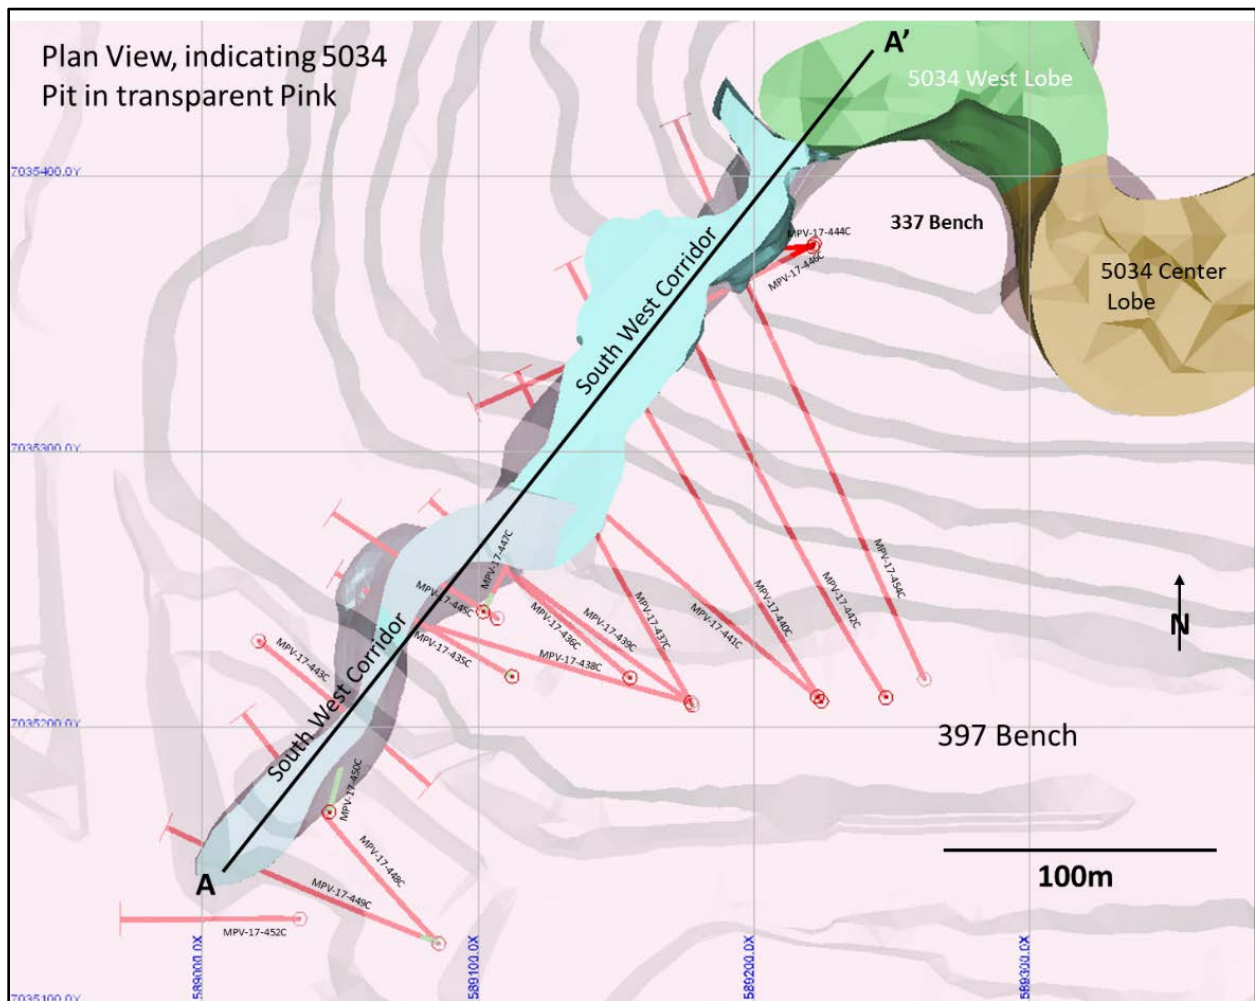 Plan View, indicating 5034
Pit in transparent Pink
A’
5034 West Lobe
7035400.0Y
337 Bench
MPV-17-444C
MPV-17-446C
5034 Center
Lobe
South West Corridor
7035300.0Y
MPV-17-447C
MPV-17-445C
MPV-17-436C
MPV-17-439C
MPV-17-437C
MPV-17-441C
MPV-17-440C
MPV-17-442C
MPV-17-454C
N
MPV-17-435C
MPV-17-438C
MPV-17-443C
South West Corridor
7035200.0Y
397 Bench
MPV-17-450C
MPV-17-448C
100m
A
MPV-17-449C
MPV-17-452C
589000.0X
589100.0X
589200.0X
589300.0X
7035100.0Y